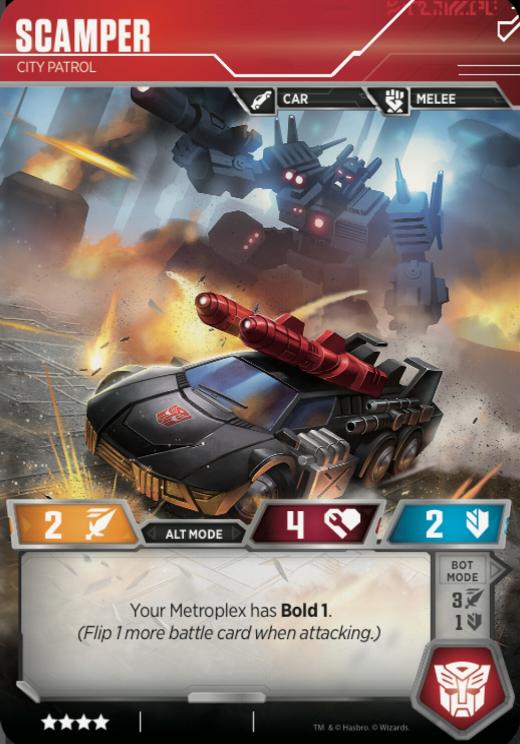 SCAMPER
CITY PATROL
CAR
MELEE
2
ALT MODE
4
2
Your Metroplex has Bold 1.
(Flip 1 more battle card when attacking.)
BOT
MODE
3
1
TM & © Hasbro. © Wizards.